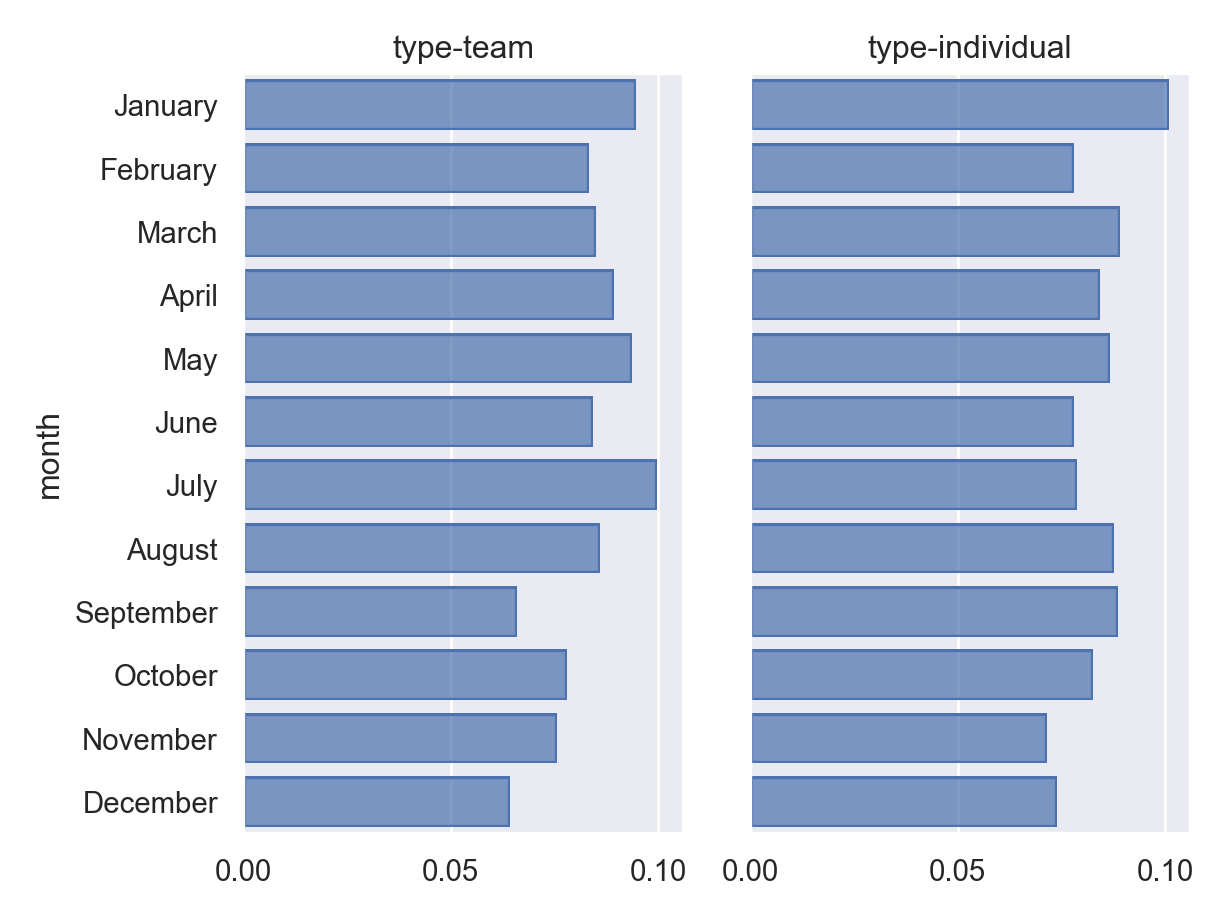 type-team
type-individual
January
February
March
April
May
June
July
August
September
October
November
December
month
0.00
0.05
0.10
0.00
0.05
0.10